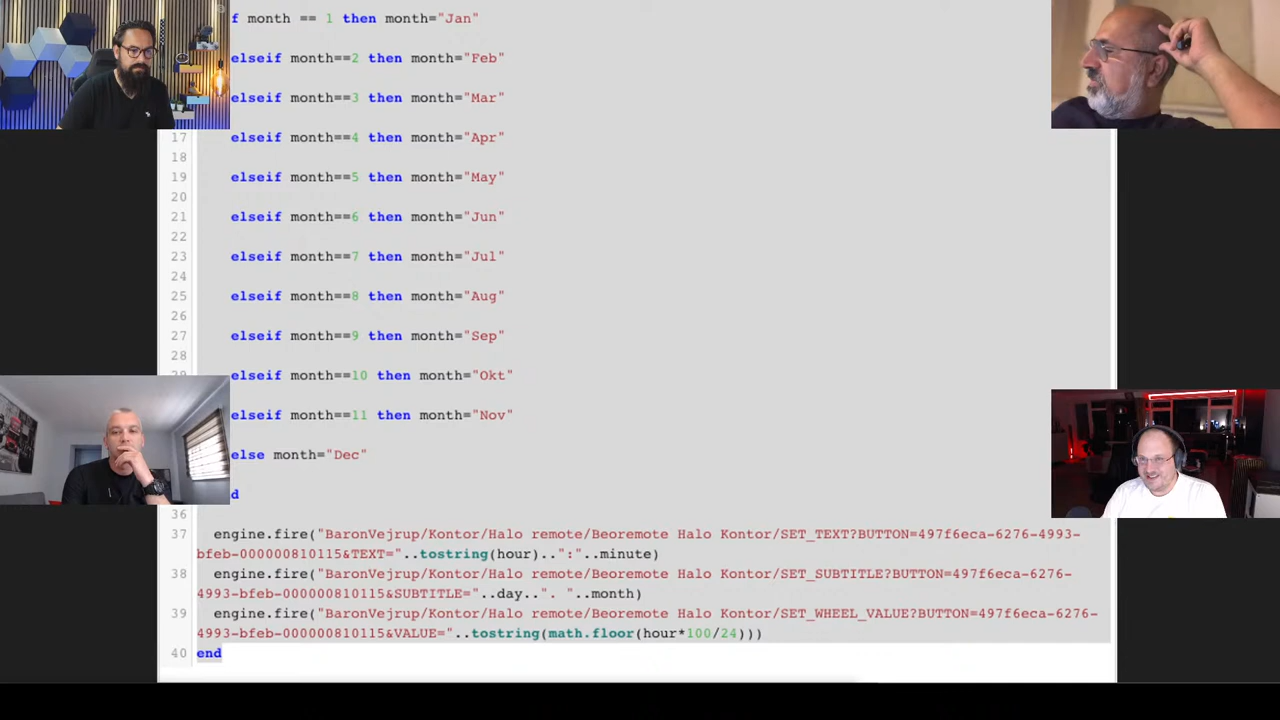 f month == 1 then month="Jan"
elseif month==2 then month="Feb"
elseif month==3 then month="Mar"
17 elseif month==4 then month="Apr"
18
19 elseif month==5 then month="May"
20
21 elseif month==6 then month="Jun"
22
23 elseif month==7 then month="Jul"
24
25 elseif month==8 then month="Aug"
26
27 elseif month==9 then month="Sep"
28
elseif month==10 then month="Okt"
elseif month==11 then month="Nov"
else month="Dec"
d
36
37 engine.fire("BaronVejrup/Kontor/Halo remote/Beoremote Halo Kontor/SET_TEXT?BUTTON=497f6eca-6276-4993-
bfeb-000000810115&TEXT="..tostring(hour)..":"..minute)
38 engine.fire("BaronVejrup/Kontor/Halo remote/Beoremote Halo Kontor/SET_SUBTITLE?BUTTON=497f6eca-6276-
4993-bfeb-000000810115&SUBTITLE="..day..". "..month)
39 engine.fire("BaronVejrup/Kontor/Halo remote/Beoremote Halo Kontor/SET_WHEEL_VALUE?BUTTON=497f6eca-6276-
4993-bfeb-000000810115&VALUE="..tostring(math.floor(hour*100/24)))
40 end